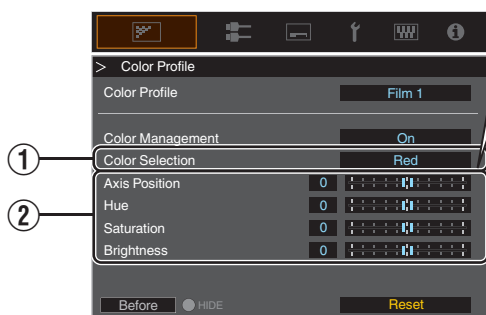 > Color Profile
Color Profile Film 1
Color Management On
① Color Selection Red
② Axis Position 0
Hue 0
Saturation 0
Brightness 0
Before HIDE Reset